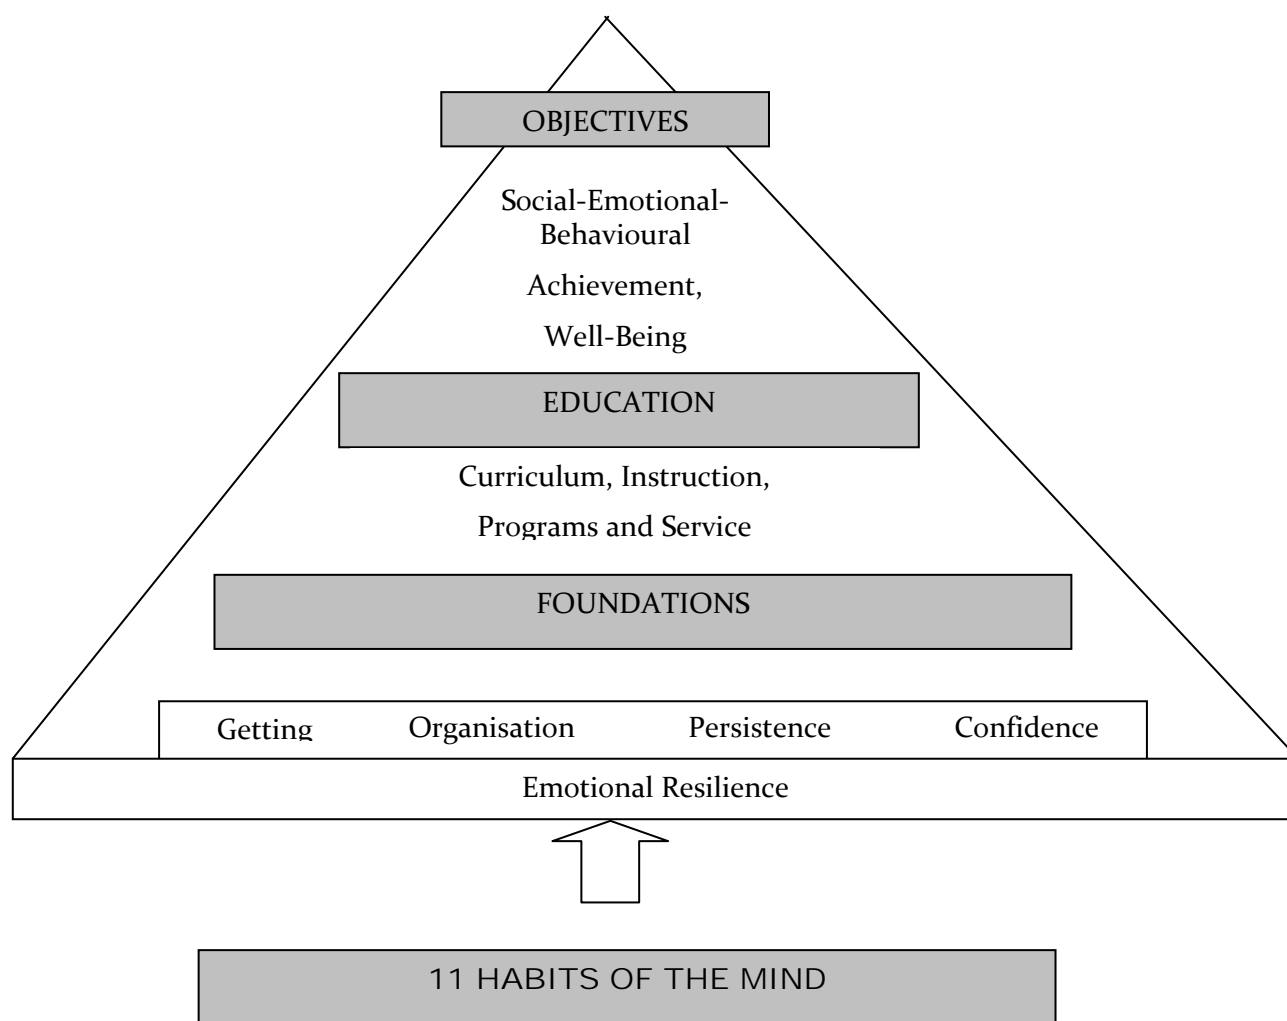 OBJECTIVES
Social-Emotional-
Behavioural
Achievement,
Well-Being
EDUCATION
Curriculum, Instruction,
Programs and Service
FOUNDATIONS
Getting Organisation Persistence Confidence
Emotional Resilience
11 HABITS OF THE MIND